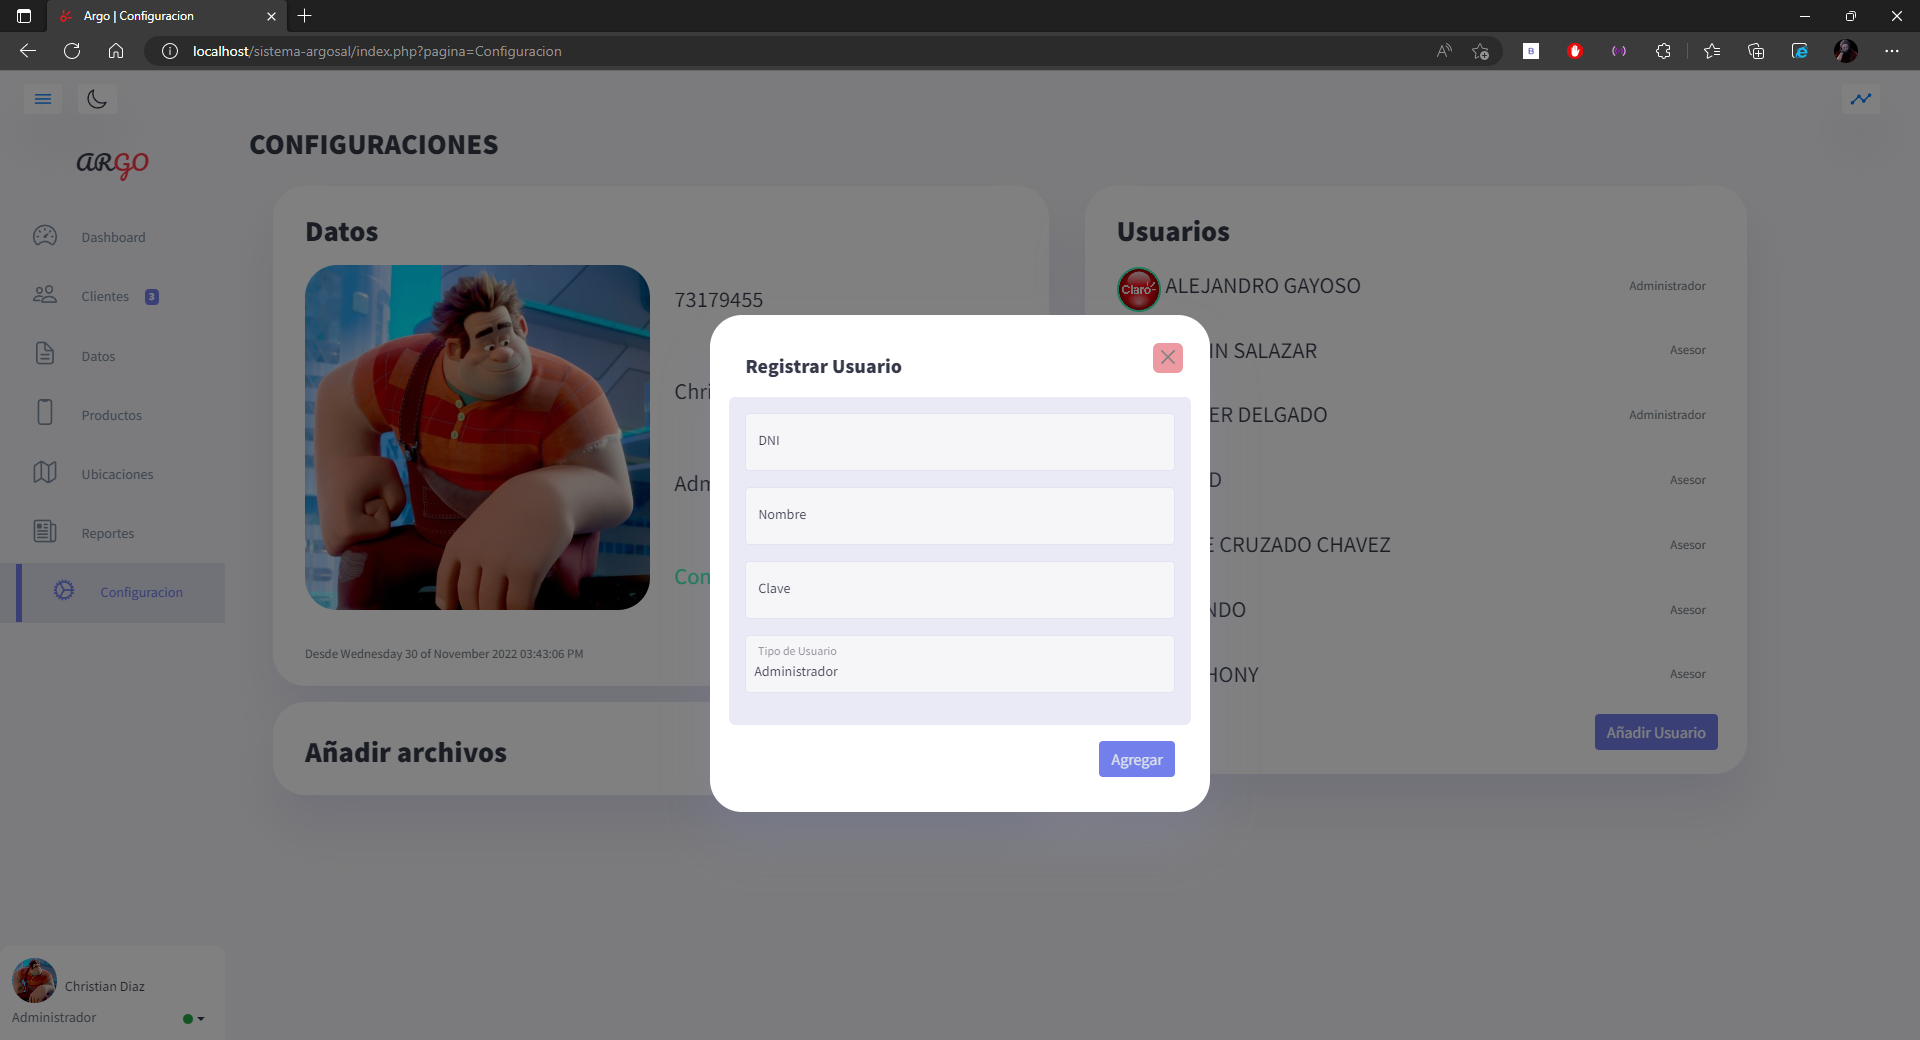 Argo | Configuracion
localhost/sistema-argosal/index.php?pagina=Configuracion
ARGO
Dashboard
Clientes 3
Datos
Productos
Ubicaciones
Reportes
Configuracion
Christian Diaz
Administrador
CONFIGURACIONES
Datos
73179455
Chri
Adm
Con
Desde Wednesday 30 of November 2022 03:43:06 PM
Añadir archivos
Usuarios
Claro
ALEJANDRO GAYOSO Administrador
IN SALAZAR Asesor
ER DELGADO Administrador
D Asesor
E CRUZADO CHAVEZ Asesor
NDO Asesor
HONY Asesor
Añadir Usuario
Registrar Usuario
DNI
Nombre
Clave
Tipo de Usuario
Administrador
Agregar